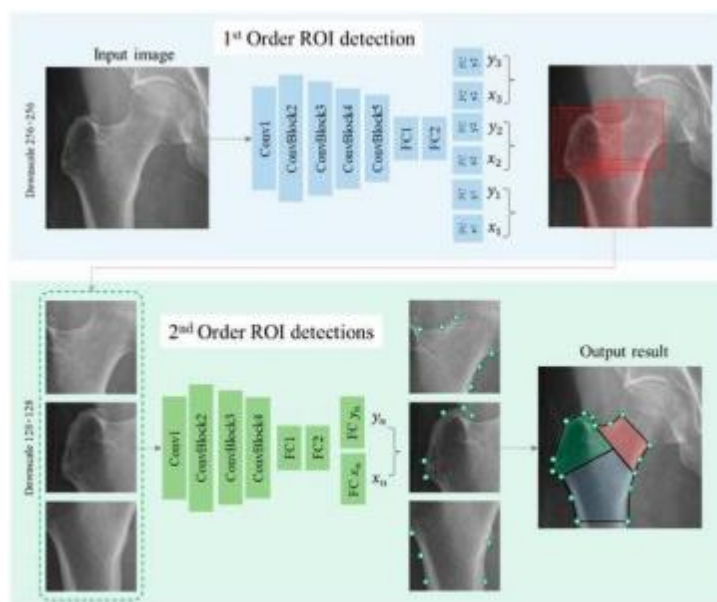 1st Order ROI detection
Input image
Downscale 256×256
Conv1
ConvBlock2
ConvBlock3
ConvBlock4
ConvBlock5
FC1
FC2
y3
x3
y2
x2
y1
x1
2nd Order ROI detections
Downscale 128×128
Conv1
ConvBlock2
ConvBlock3
ConvBlock4
FC1
FC2
FC yn
FC xn
yn
xn
Output result